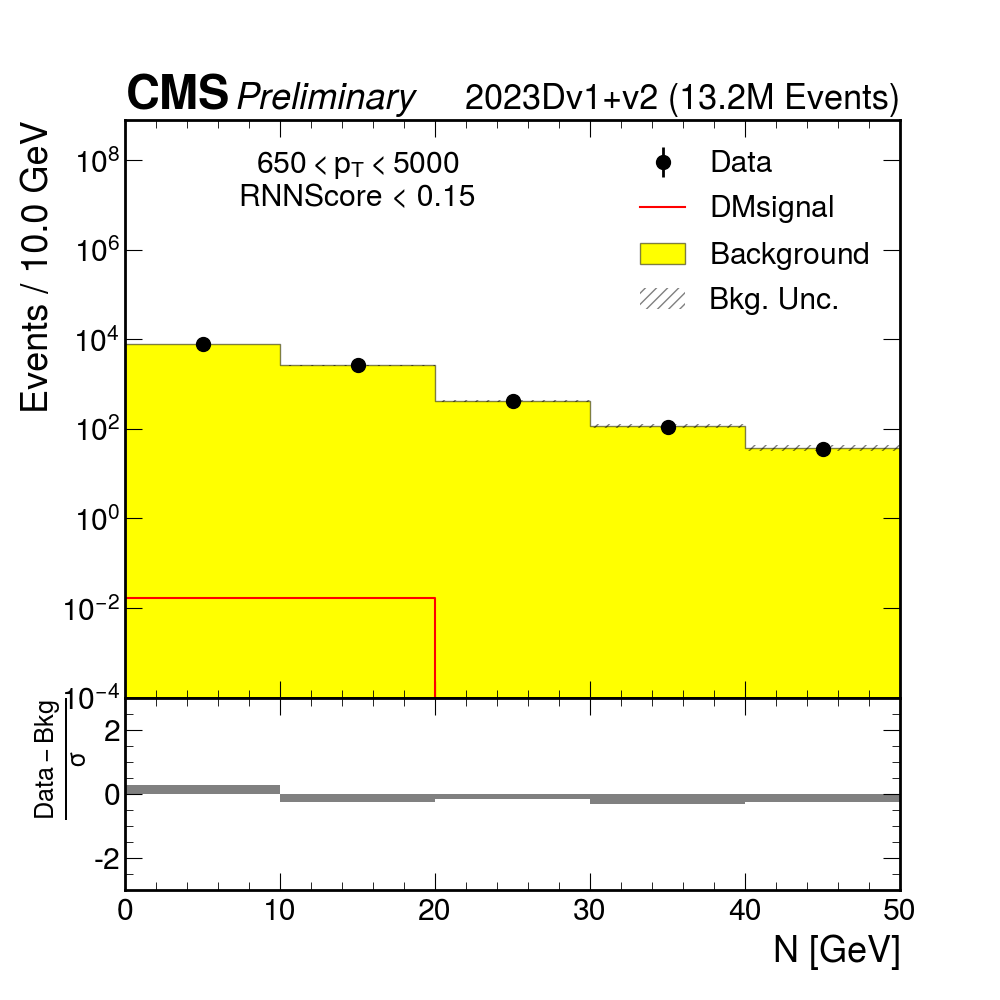 CMS Preliminary 2023Dv1+v2 (13.2M Events)
Events / 10.0 GeV
650 < p_T < 5000
RNNScore < 0.15
Data
DMsignal
Background
Bkg. Unc.
10^8
10^6
10^4
10^2
10^0
10^−2
10^−4
Data − Bkg
σ
2
0
-2
0 10 20 30 40 50
N [GeV]